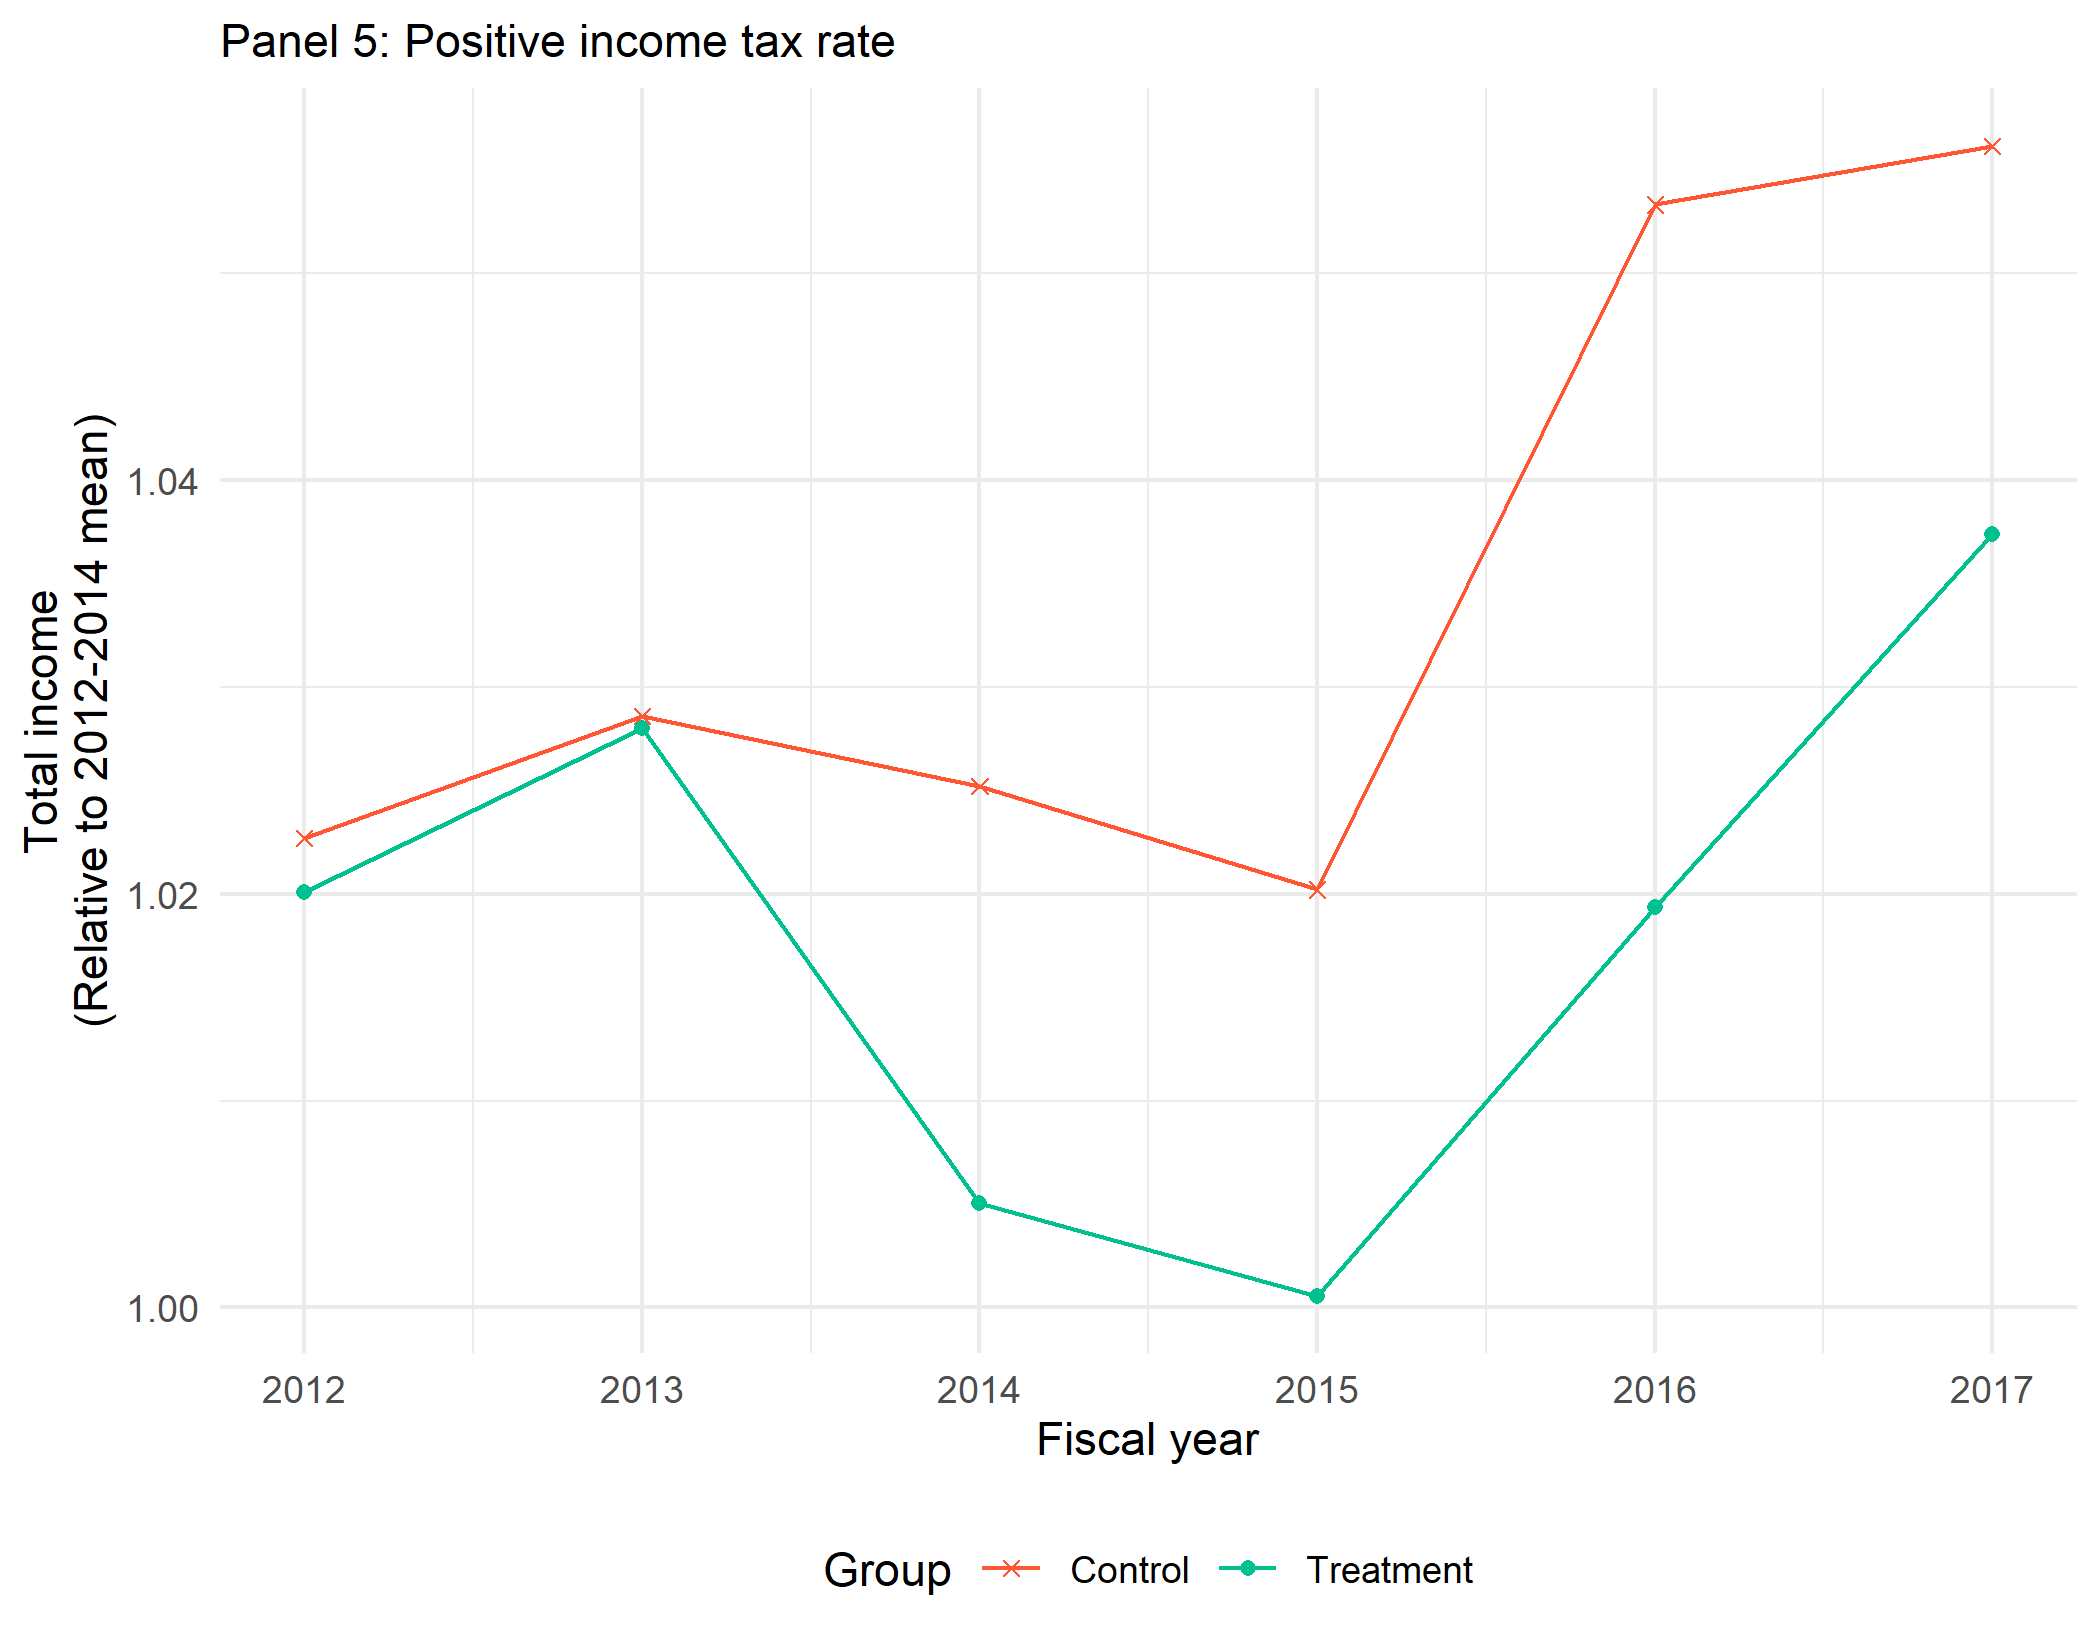 Panel 5: Positive income tax rate
Total income
(Relative to 2012-2014 mean)
1.04
1.02
1.00
2012 2013 2014 2015 2016 2017
Fiscal year
Group Control Treatment